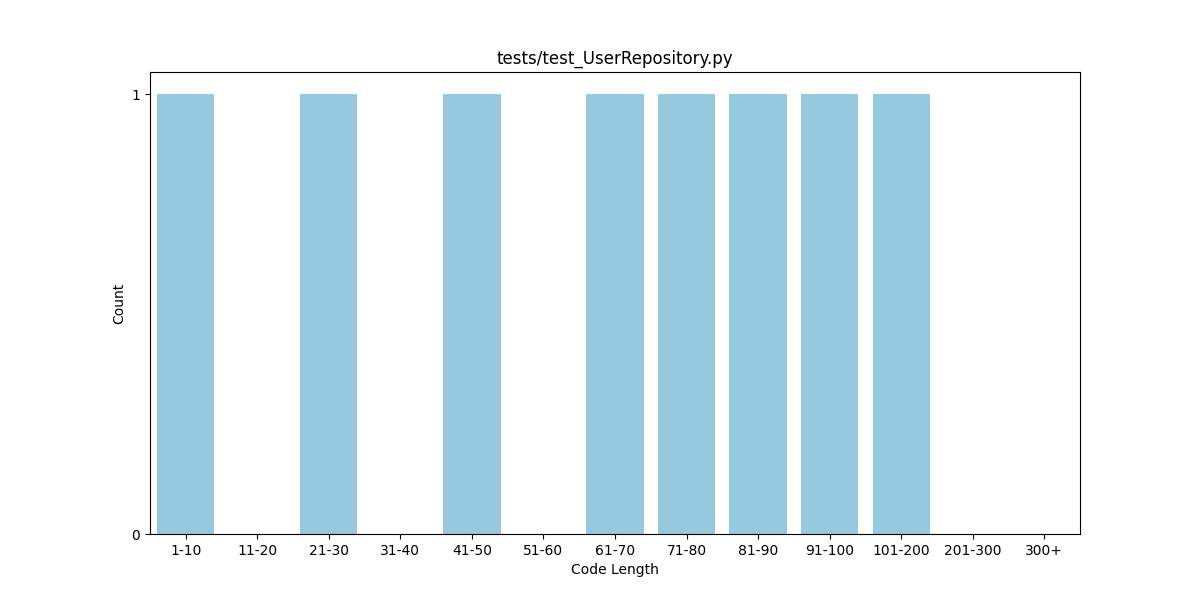 tests/test_UserRepository.py
1
Count
0
1-10 11-20 21-30 31-40 41-50 51-60 61-70 71-80 81-90 91-100 101-200 201-300 300+
Code Length